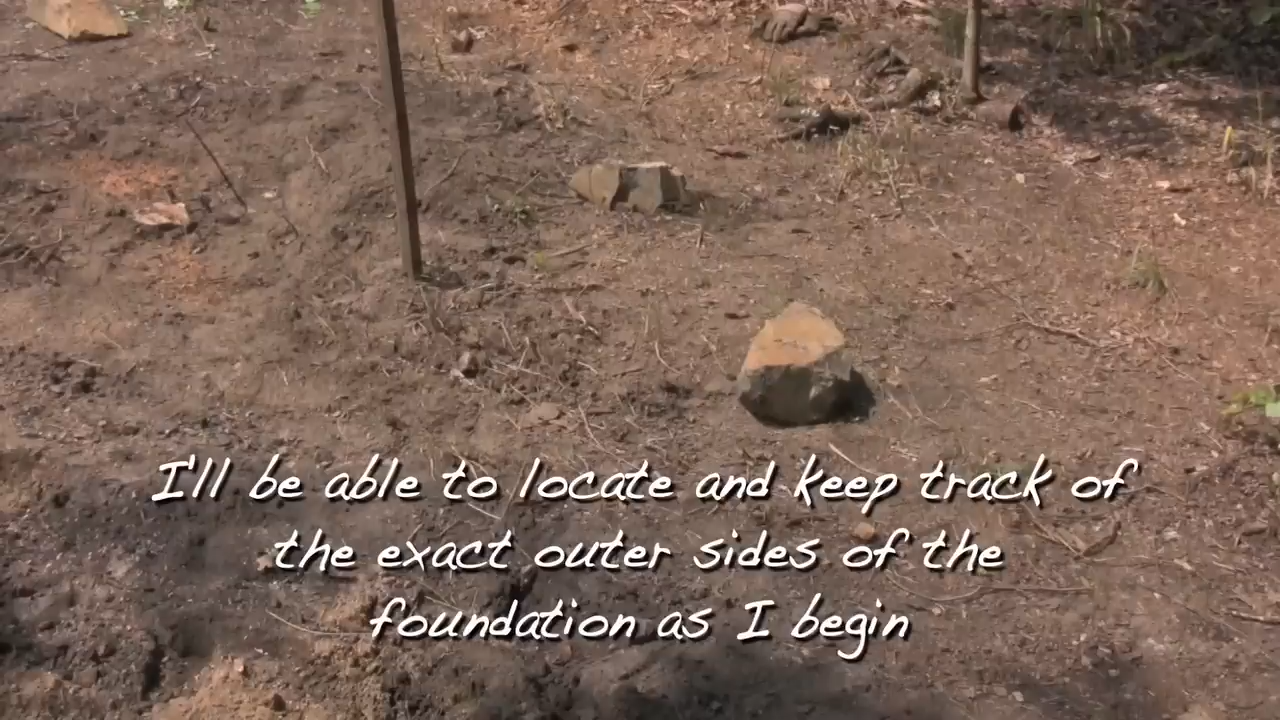 I'll be able to locate and keep track of
the exact outer sides of the
foundation as I begin